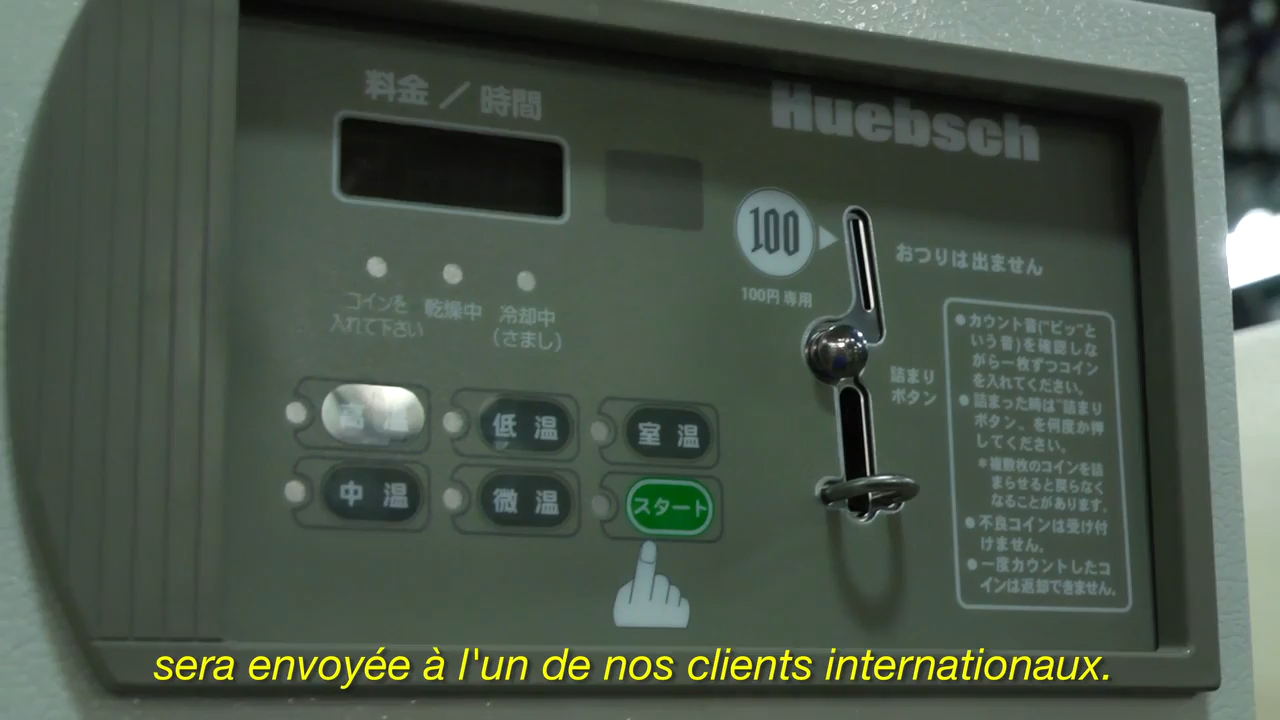 料金／時間
Huebsch
100
100円専用
おつりは出ません
コインを
入れて下さい
乾燥中
冷却中
(さまし)
詰まり
ボタン
低温
室温
中温
微温
スタート
●カウント音("ピッ"と
いう音)を確認しな
がら一枚ずつコイン
を入れてください。
●詰まった時は"詰まり
ボタン"を何度か押
してください。
*複数枚のコインを詰
まらせると戻らなく
なることがあります。
●不良コインは受け付
けません。
●一度カウントしたコ
インは返却できません。
sera envoyée à l'un de nos clients internationaux.